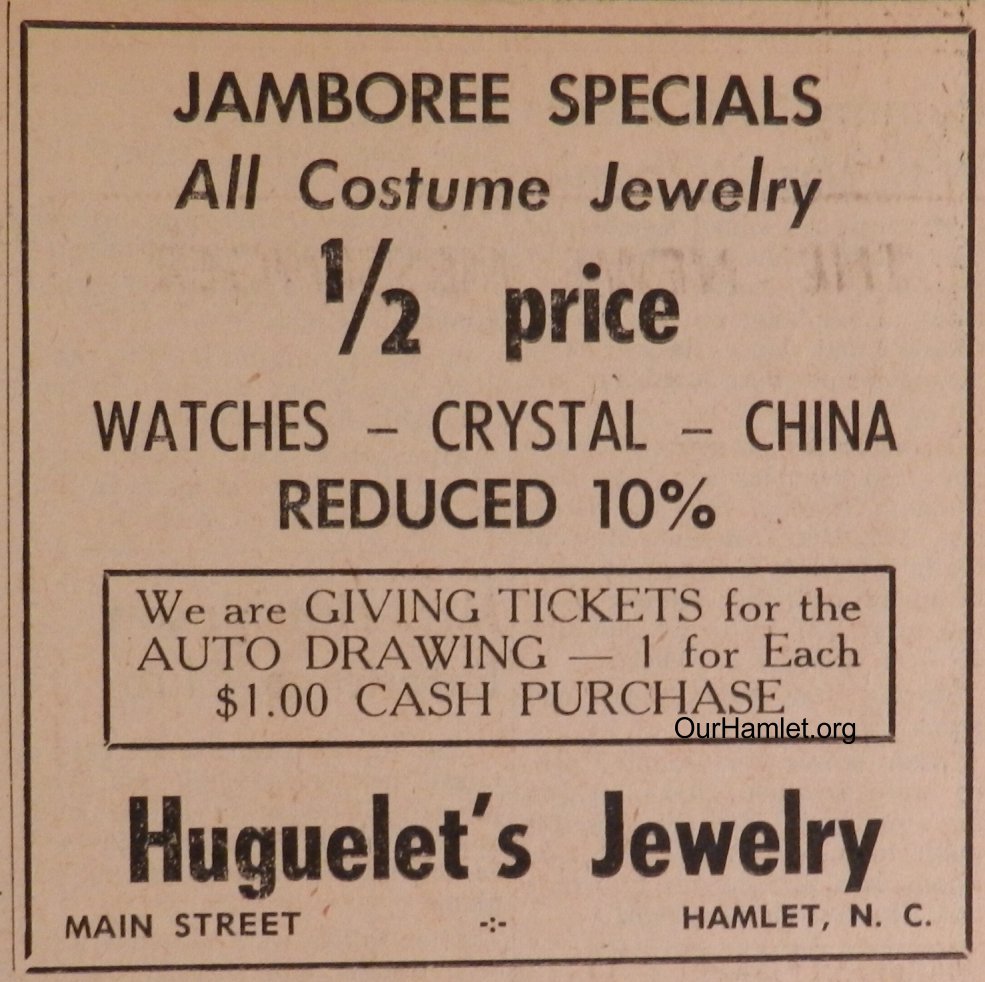 JAMBOREE SPECIALS
All Costume Jewelry
1/2 price
WATCHES – CRYSTAL – CHINA
REDUCED 10%
We are GIVING TICKETS for the
AUTO DRAWING — 1 for Each
$1.00 CASH PURCHASE
OurHamlet.org
Huguelet's Jewelry
MAIN STREET -:- HAMLET, N. C.